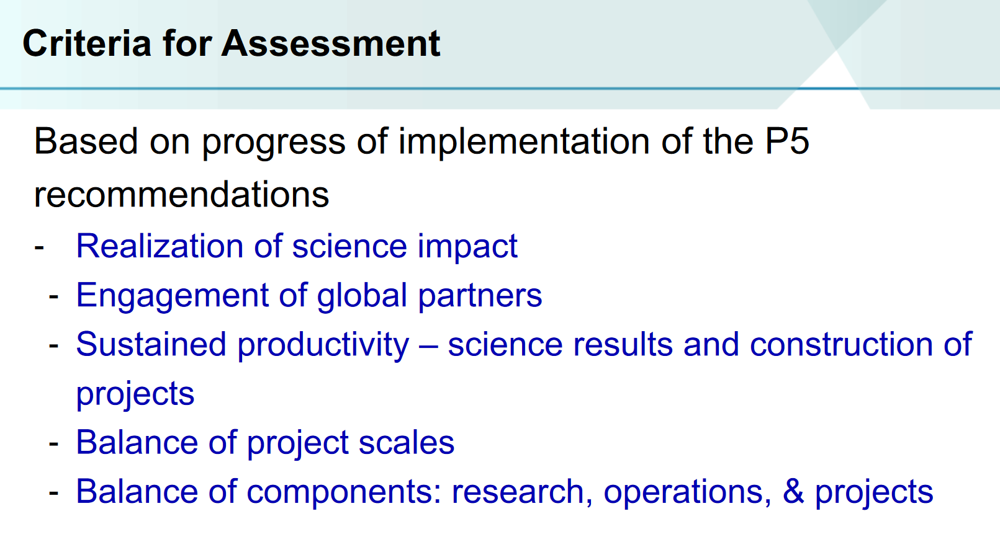 Criteria for Assessment
Based on progress of implementation of the P5
recommendations
- Realization of science impact
- Engagement of global partners
- Sustained productivity – science results and construction of
projects
- Balance of project scales
- Balance of components: research, operations, & projects